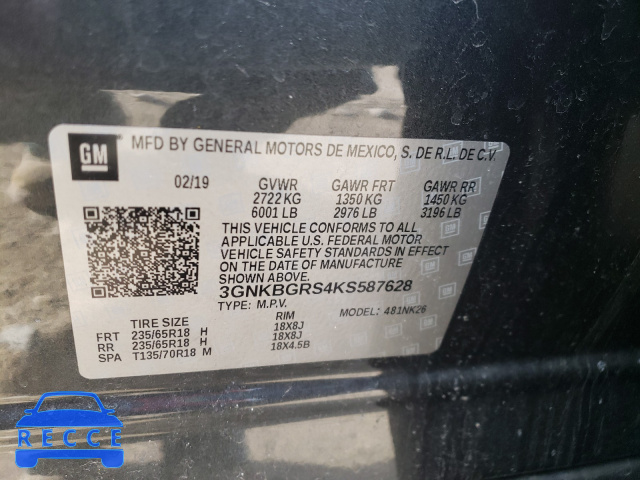 GM
MFD BY GENERAL MOTORS DE MEXICO, S. DE R.L. DE C.V.
02/19 GVWR GAWR FRT GAWR RR
2722 KG 1350 KG 1450 KG
6001 LB 2976 LB 3196 LB
THIS VEHICLE CONFORMS TO ALL
APPLICABLE U.S. FEDERAL MOTOR
VEHICLE SAFETY STANDARDS IN EFFECT
ON THE DATE OF MANUFACTURE
SHOWN ABOVE.
3GNKBGRS4KS587628
TYPE: M.P.V. MODEL: 481NK26
TIRE SIZE RIM
FRT 235/65R18 H 18X8J
RR 235/65R18 H 18X8J
SPA T135/70R18 M 18X4.5B
RECCE